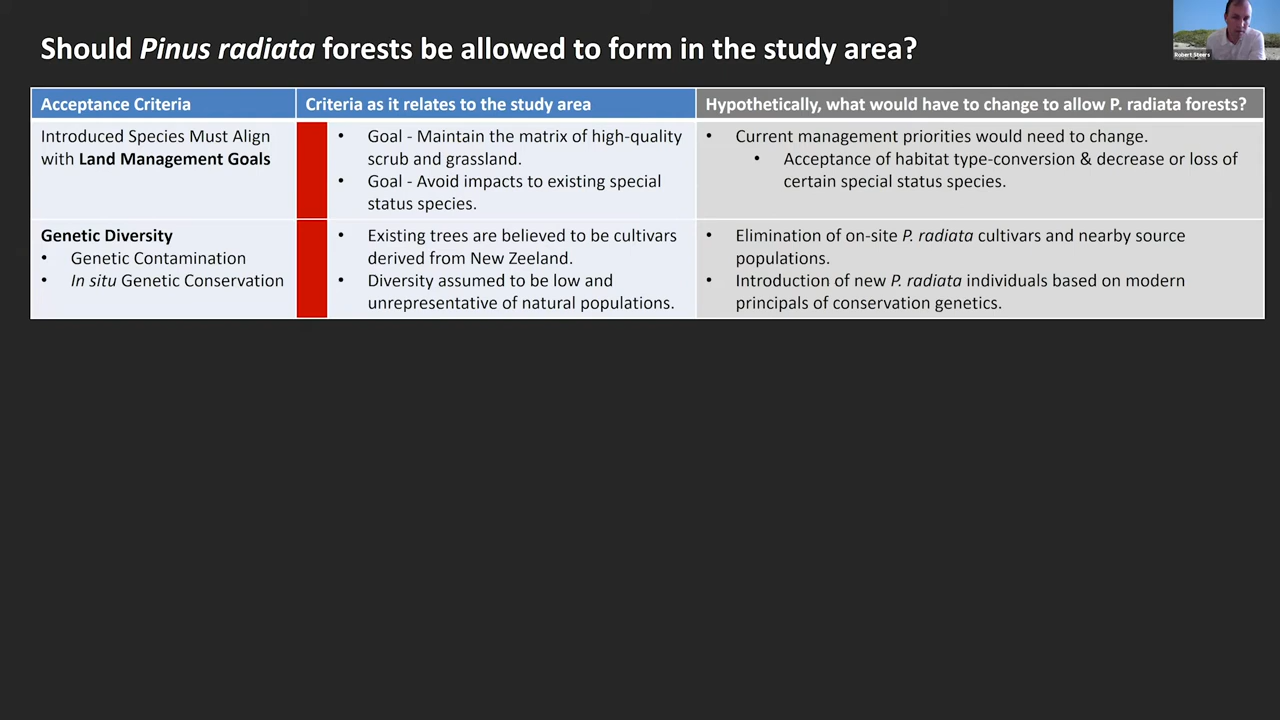 Should Pinus radiata forests be allowed to form in the study area?
Robert Steers
Acceptance Criteria
Criteria as it relates to the study area
Hypothetically, what would have to change to allow P. radiata forests?
Introduced Species Must Align
with Land Management Goals
• Goal - Maintain the matrix of high-quality
scrub and grassland.
• Goal - Avoid impacts to existing special
status species.
• Current management priorities would need to change.
• Acceptance of habitat type-conversion & decrease or loss of
certain special status species.
Genetic Diversity
• Genetic Contamination
• In situ Genetic Conservation
• Existing trees are believed to be cultivars
derived from New Zeeland.
• Diversity assumed to be low and
unrepresentative of natural populations.
• Elimination of on-site P. radiata cultivars and nearby source
populations.
• Introduction of new P. radiata individuals based on modern
principals of conservation genetics.